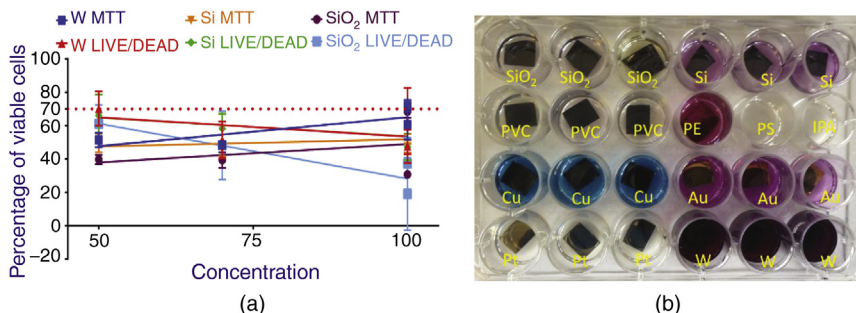 W MTT Si MTT SiO₂ MTT
W LIVE/DEAD Si LIVE/DEAD SiO₂ LIVE/DEAD
Percentage of viable cells
100
80
70
60
40
20
0
−20
50 75 100
Concentration
(a)
SiO₂ SiO₂ SiO₂ Si Si Si
PVC PVC PVC PE PS IPA
Cu Cu Cu Au Au Au
Pt Pt Pt W W W
(b)